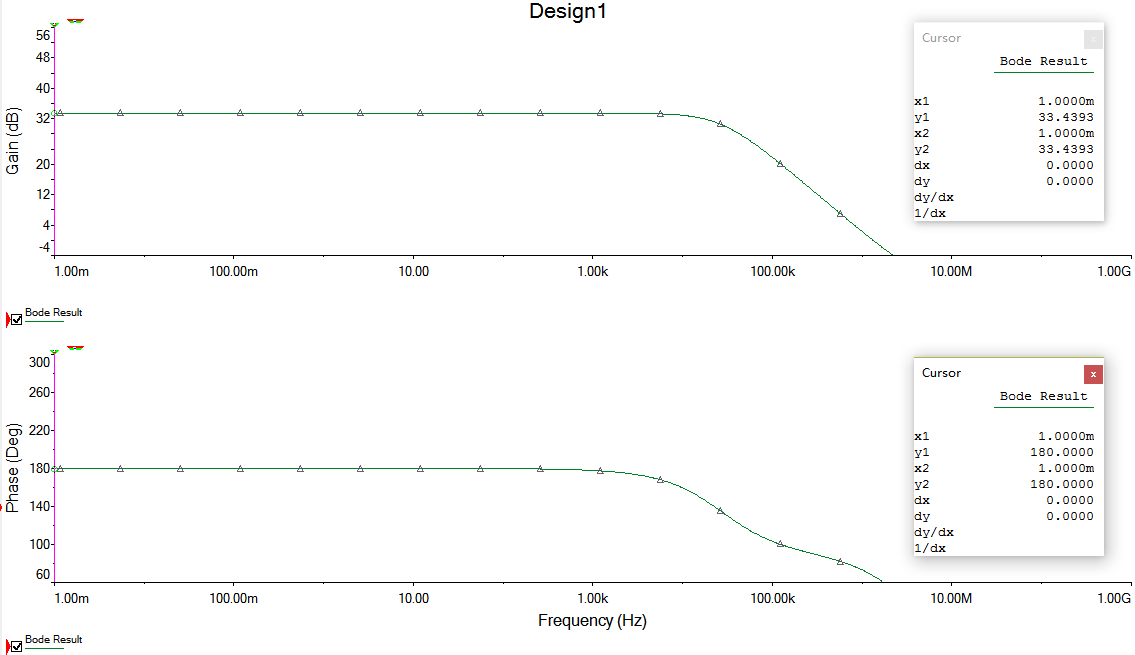 Design1
Gain (dB)
56
48
40
32
20
12
4
-4
1.00m 100.00m 10.00 1.00k 100.00k 10.00M 1.00G
Cursor x
Bode Result
x1 1.0000m
y1 33.4393
x2 1.0000m
y2 33.4393
dx 0.0000
dy 0.0000
dy/dx
1/dx
Bode Result
Phase (Deg)
300
260
220
180
140
100
60
1.00m 100.00m 10.00 1.00k 100.00k 10.00M 1.00G
Frequency (Hz)
Cursor x
Bode Result
x1 1.0000m
y1 180.0000
x2 1.0000m
y2 180.0000
dx 0.0000
dy 0.0000
dy/dx
1/dx
Bode Result